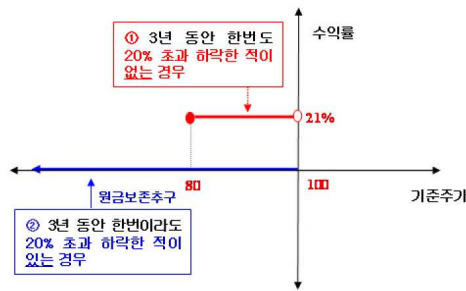 ① 3년 동안 한번도
20% 초과 하락한 적이
없는 경우
수익률
21%
80
100
기준주가
원금보존추구
② 3년 동안 한번이라도
20% 초과 하락한 적이
있는 경우